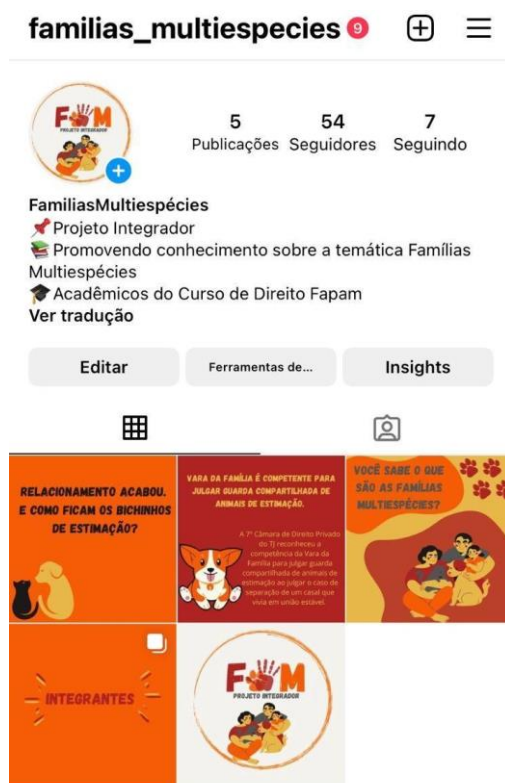 familias_multiespecies 9
F M
PROJETO INTEGRADOR
5 54 7
Publicações Seguidores Seguindo
FamiliasMultiespécies
📌Projeto Integrador
📚Promovendo conhecimento sobre a temática Famílias
Multiespécies
🎓Acadêmicos do Curso de Direito Fapam
Ver tradução
Editar
Ferramentas de...
Insights
RELACIONAMENTO ACABOU.
E COMO FICAM OS BICHINHOS
DE ESTIMAÇÃO?
VARA DA FAMÍLIA É COMPETENTE PARA
JULGAR GUARDA COMPARTILHADA DE
ANIMAIS DE ESTIMAÇÃO.
A 7ª Câmara de Direito Privado
do TJ reconheceu a
competência da Vara da
Família para julgar guarda
compartilhada de animais de
estimação ao julgar o caso de
separação de um casal que
vivia em união estável.
VOCÊ SABE O QUE
SÃO AS FAMÍLIAS
MULTIESPÉCIES?
INTEGRANTES
F M
PROJETO INTEGRADOR